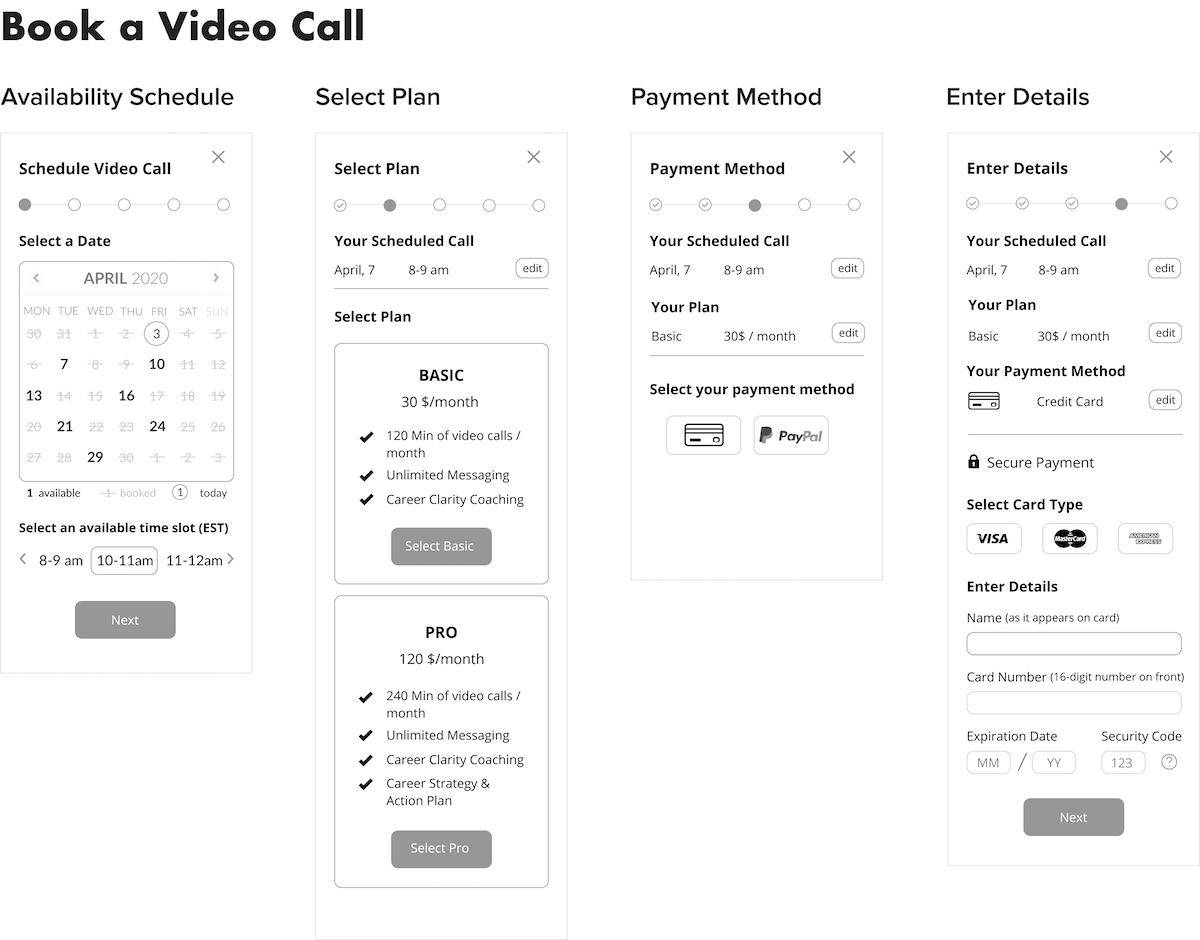 Book a Video Call
Availability Schedule
Schedule Video Call
Select a Date
APRIL 2020
MON TUE WED THU FRI SAT SUN
30 31 1 2 3 4 5
6 7 8 9 10 11 12
13 14 15 16 17 18 19
20 21 22 23 24 25 26
27 28 29 30 1 2 3
1 available 1 booked 1 today
Select an available time slot (EST)
8-9 am 10-11am 11-12am
Next
Select Plan
Select Plan
Your Scheduled Call
April, 7 8-9 am edit
Select Plan
BASIC
30 $/month
120 Min of video calls /
month
Unlimited Messaging
Career Clarity Coaching
Select Basic
PRO
120 $/month
240 Min of video calls /
month
Unlimited Messaging
Career Clarity Coaching
Career Strategy &
Action Plan
Select Pro
Payment Method
Payment Method
Your Scheduled Call
April, 7 8-9 am edit
Your Plan
Basic 30$ / month edit
Select your payment method
PayPal
Enter Details
Enter Details
Your Scheduled Call
April, 7 8-9 am edit
Your Plan
Basic 30$ / month edit
Your Payment Method
Credit Card edit
Secure Payment
Select Card Type
VISA MasterCard AMERICAN
EXPRESS
Enter Details
Name (as it appears on card)
Card Number (16-digit number on front)
Expiration Date Security Code
MM / YY 123 ?
Next